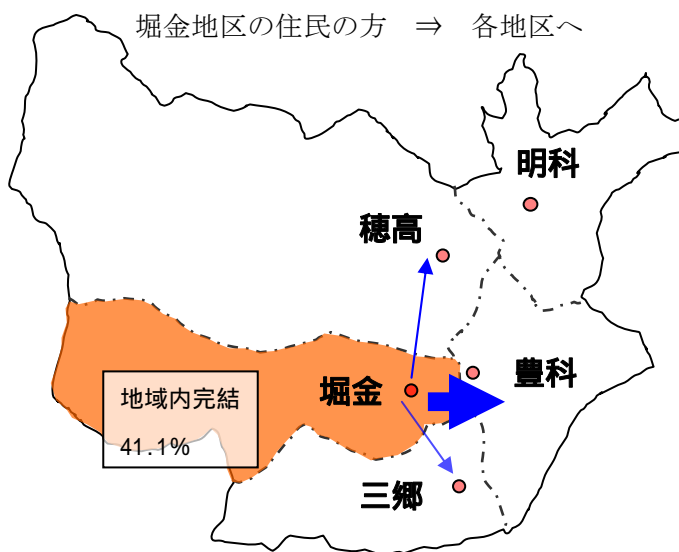 堀金地区の住民の方 ⇒ 各地区へ
明科
穂高
豊科
堀金
地域内完結
41.1%
三郷